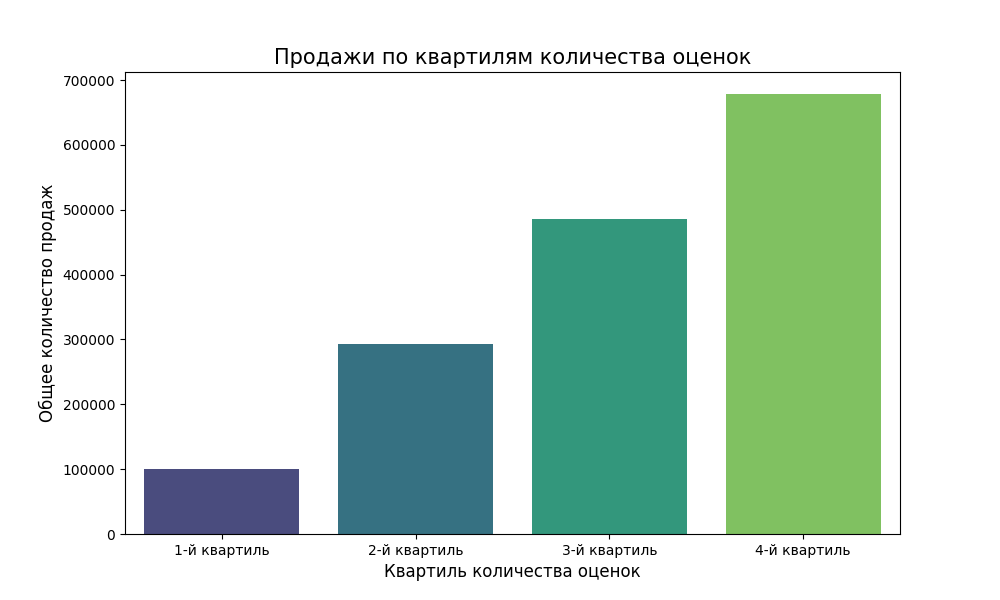 Продажи по квартилям количества оценок
Общее количество продаж
700000
600000
500000
400000
300000
200000
100000
0
1-й квартиль 2-й квартиль 3-й квартиль 4-й квартиль
Квартиль количества оценок